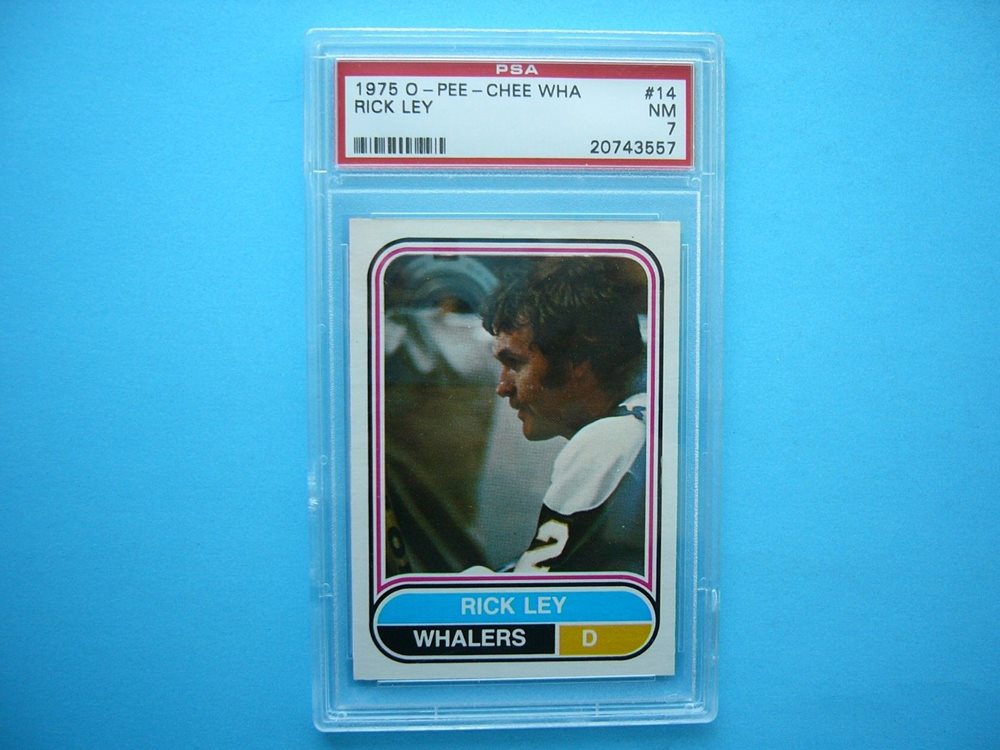 PSA
1975 O-PEE-CHEE WHA #14
RICK LEY NM
7
20743557
2
RICK LEY
WHALERS D